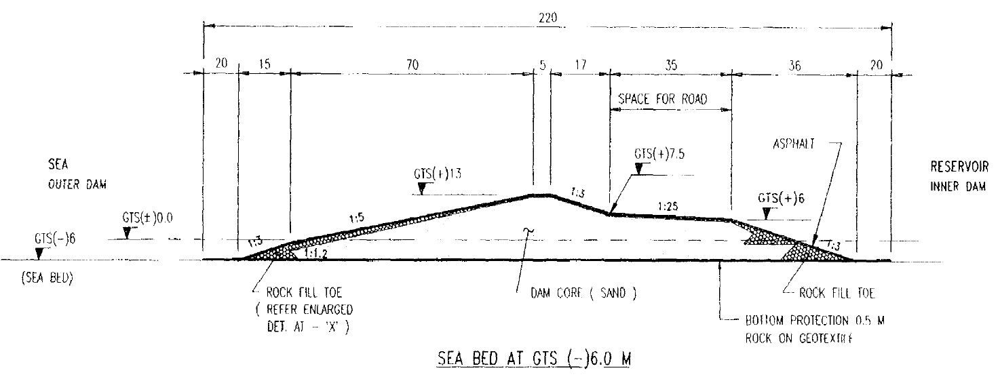 220
20 15 70 5 17 35 36 20
SPACE FOR ROAD
ASPHALT
SEA
OUTER DAM
RESERVOIR
INNER DAM
GTS(+)7.5
GTS(+)13
1:3
1:25
GTS(+)6
GTS(±)0.0
1:5
GTS(-)6
1:3
1:1.2
1:3
(SEA BED)
ROCK FILL TOE
( REFER ENLARGED
DET. AT - 'X' )
DAM CORE ( SAND )
ROCK FILL TOE
BOTTOM PROTECTION 0.5 M
ROCK ON GEOTEXTILE
SEA BED AT GTS (-)6.0 M